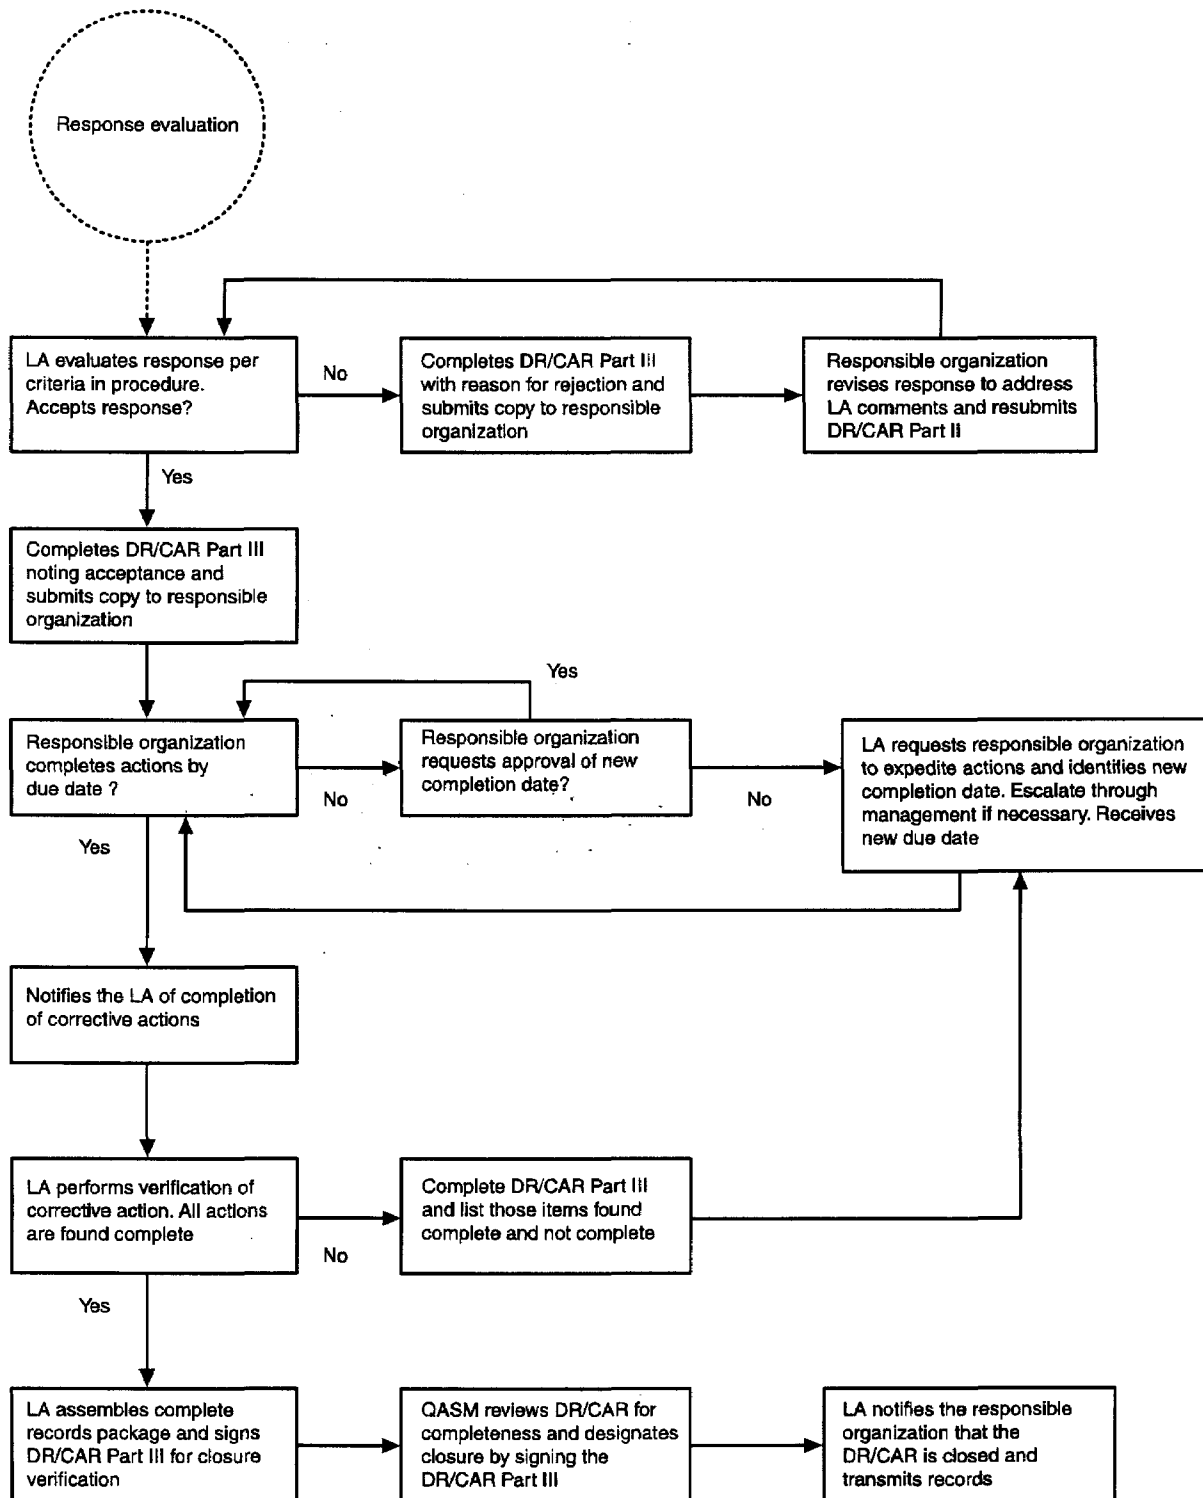 Response evaluation
LA evaluates response per
criteria in procedure.
Accepts response?
No
Completes DR/CAR Part III
with reason for rejection and
submits copy to responsible
organization
Responsible organization
revises response to address
LA comments and resubmits
DR/CAR Part II
Yes
Completes DR/CAR Part III
noting acceptance and
submits copy to responsible
organization
Yes
Responsible organization
completes actions by
due date ?
No
Responsible organization
requests approval of new
completion date?
No
LA requests responsible organization
to expedite actions and identifies new
completion date. Escalate through
management if necessary. Receives
new due date
Yes
Notifies the LA of completion
of corrective actions
LA performs verification of
corrective action. All actions
are found complete
No
Complete DR/CAR Part III
and list those items found
complete and not complete
Yes
LA assembles complete
records package and signs
DR/CAR Part III for closure
verification
QASM reviews DR/CAR for
completeness and designates
closure by signing the
DR/CAR Part III
LA notifies the responsible
organization that the
DR/CAR is closed and
transmits records